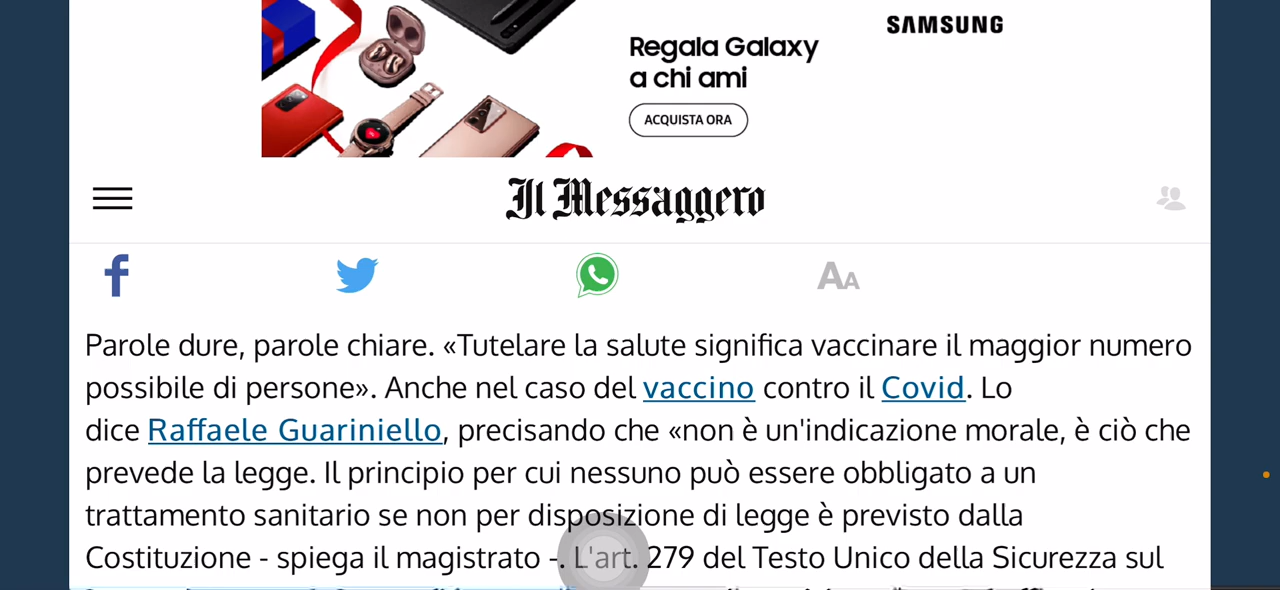 SAMSUNG
Regala Galaxy
a chi ami
ACQUISTA ORA
Il Messaggero
AA
Parole dure, parole chiare. «Tutelare la salute significa vaccinare il maggior numero
possibile di persone». Anche nel caso del vaccino contro il Covid. Lo
dice Raffaele Guariniello, precisando che «non è un'indicazione morale, è ciò che
prevede la legge. Il principio per cui nessuno può essere obbligato a un
trattamento sanitario se non per disposizione di legge è previsto dalla
Costituzione - spiega il magistrato -. L'art. 279 del Testo Unico della Sicurezza sul